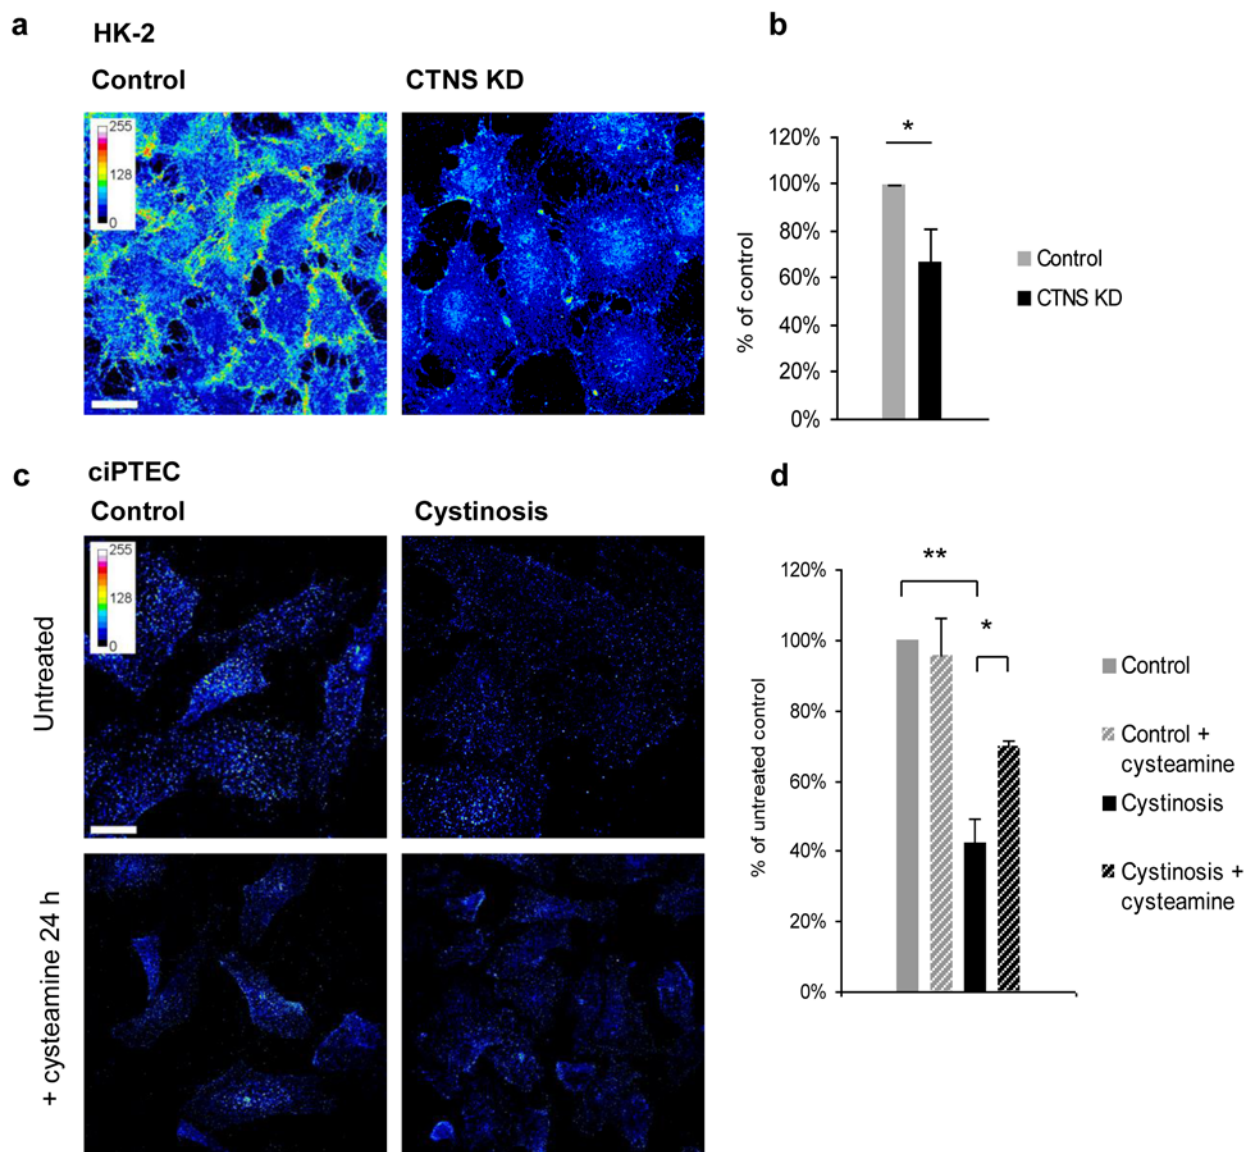 a
HK-2
Control
CTNS KD
255
128
0
b
120%
100%
80%
60%
40%
20%
0%
% of control
*
Control
CTNS KD
c
ciPTEC
Control
Cystinosis
Untreated
255
128
0
+ cysteamine 24 h
d
120%
100%
80%
60%
40%
20%
0%
% of untreated control
**
*
Control
Control +
cysteamine
Cystinosis
Cystinosis +
cysteamine